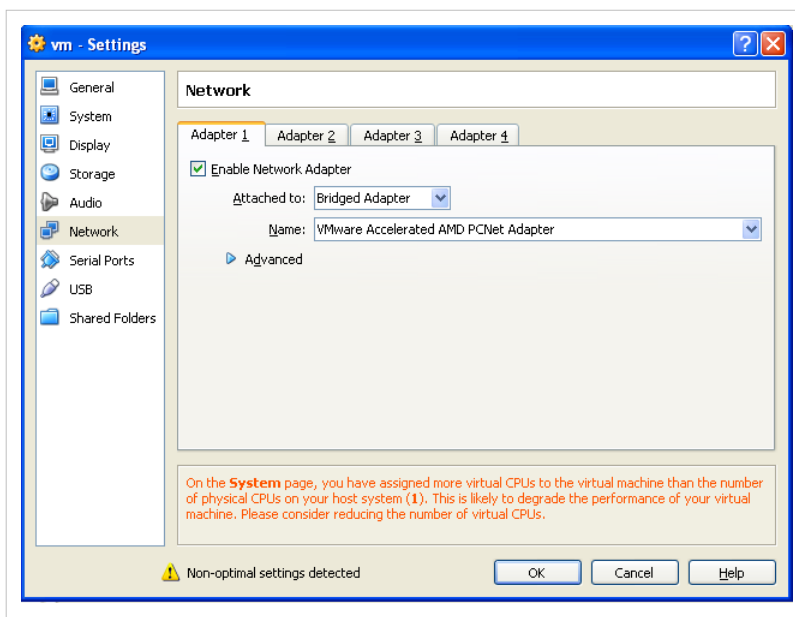 vm - Settings
General
System
Display
Storage
Audio
Network
Serial Ports
USB
Shared Folders
Network
Adapter 1 Adapter 2 Adapter 3 Adapter 4
Enable Network Adapter
Attached to: Bridged Adapter
Name: VMware Accelerated AMD PCNet Adapter
Advanced
On the System page, you have assigned more virtual CPUs to the virtual machine than the number
of physical CPUs on your host system (1). This is likely to degrade the performance of your virtual
machine. Please consider reducing the number of virtual CPUs.
Non-optimal settings detected
OK Cancel Help